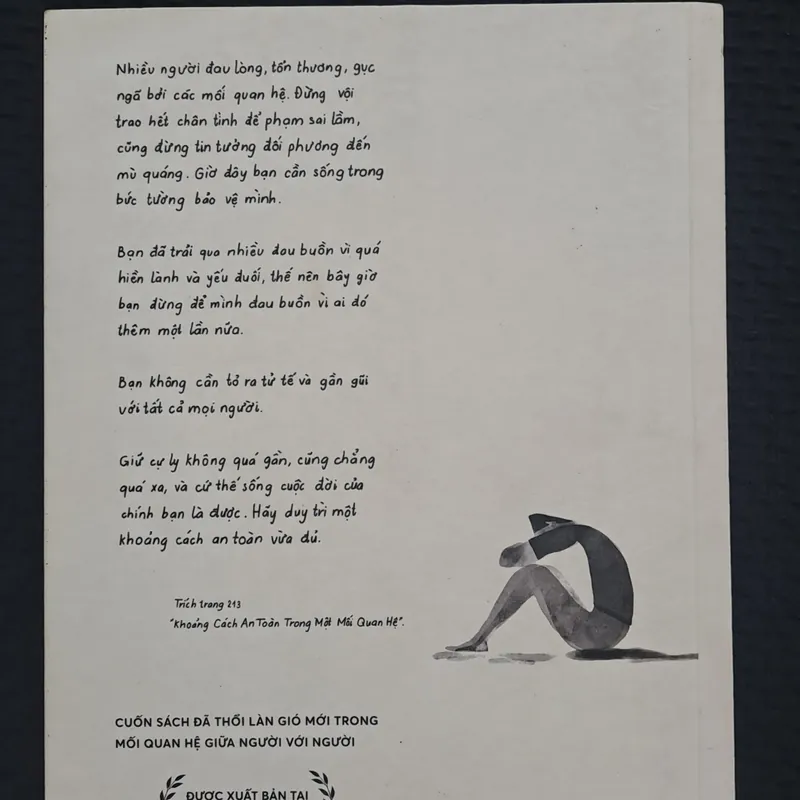 Nhiều người đau lòng, tổn thương, gục
ngã bởi các mối quan hệ. Đừng vội
trao hết chân tình để phạm sai lầm,
cũng đừng tin tưởng đối phương đến
mù quáng. Giờ đây bạn cần sống trong
bức tường bảo vệ mình.
Bạn đã trải qua nhiều đau buồn vì quá
hiền lành và yếu đuối, thế nên bây giờ
bạn đừng để mình đau buồn vì ai đó
thêm một lần nữa.
Bạn không cần tỏ ra tử tế và gần gũi
với tất cả mọi người.
Giữ cự ly không quá gần, cũng chẳng
quá xa, và cứ thế sống cuộc đời của
chính bạn là được. Hãy duy trì một
khoảng cách an toàn vừa đủ.
Trích trang 213
"Khoảng Cách An Toàn Trong Một Mối Quan Hệ".
CUỐN SÁCH ĐÃ THỔI LÀN GIÓ MỚI TRONG
MỐI QUAN HỆ GIỮA NGƯỜI VỚI NGƯỜI
ĐƯỢC XUẤT BẢN TẠI